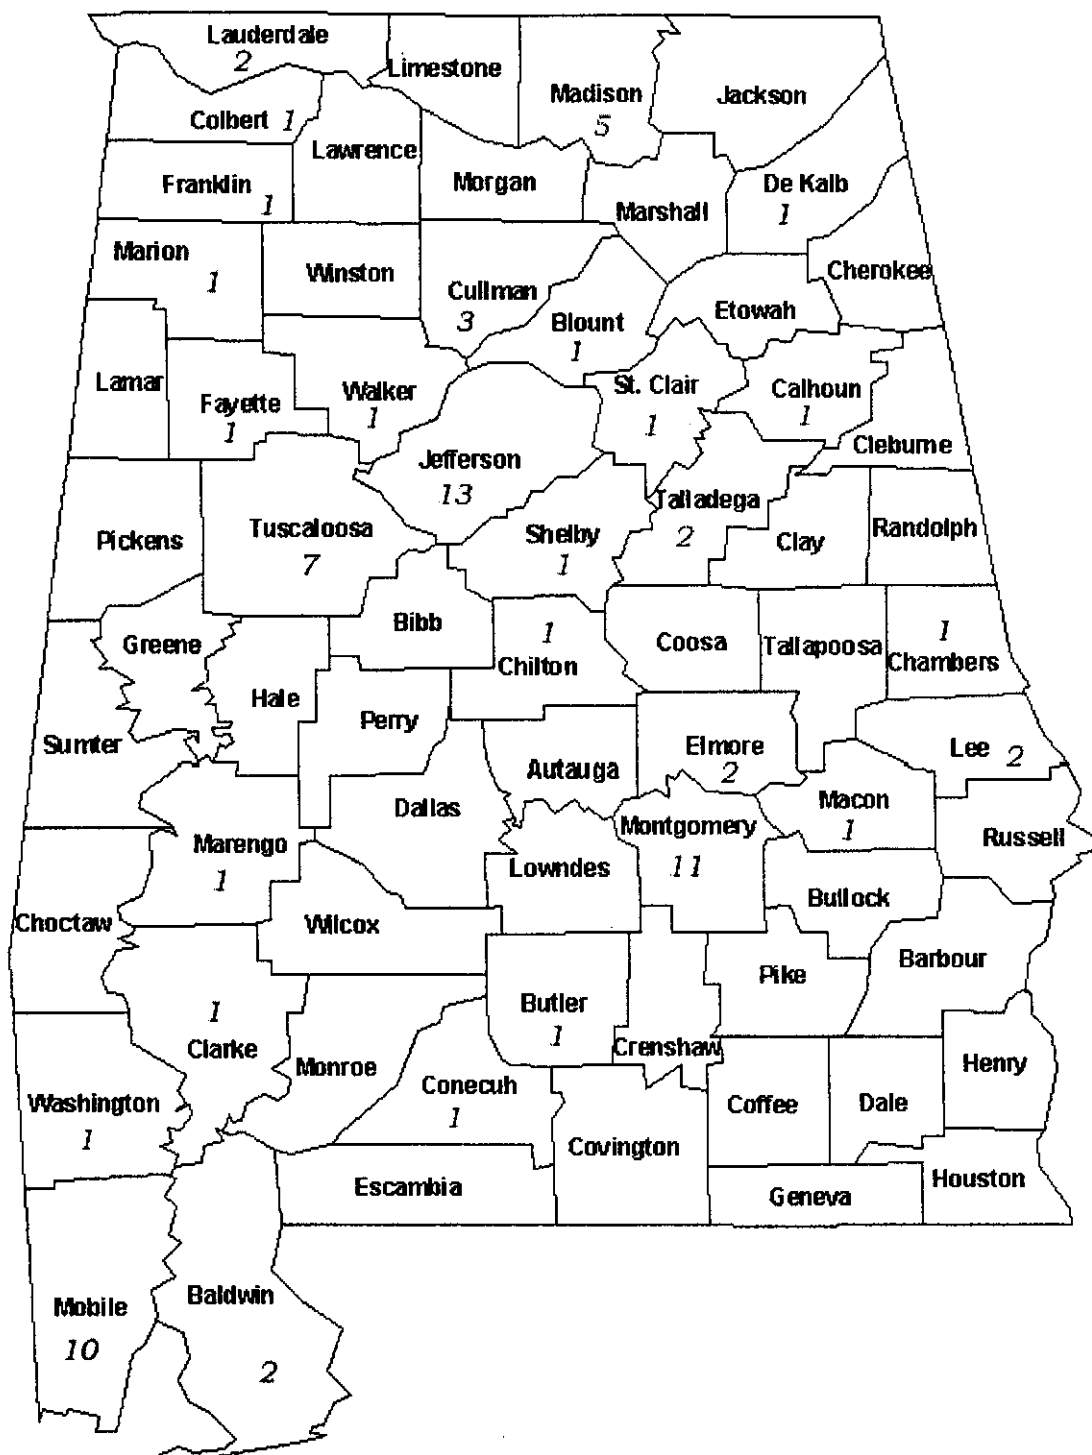 Lauderdale
2
Limestone
Madison
5
Jackson
Colbert 1
Lawrence
Franklin
1
Morgan
Marshall
De Kalb
1
Marion
1
Winston
Cullman
3
Blount
1
Etowah
Cherokee
Lamar
Fayette
1
Walker
1
Jefferson
13
St. Clair
1
Calhoun
1
Cleburne
Pickens
Tuscaloosa
7
Shelby
1
Talladega
2
Clay
Randolph
Greene
Hale
Bibb
1
Chilton
Coosa
Tallapoosa
1
Chambers
Sumter
Perry
Autauga
Elmore
2
Lee 2
Marengo
1
Dallas
Lowndes
Montgomery
11
Macon
1
Russell
Bullock
Choctaw
Wilcox
Butler
1
Crenshaw
Pike
Barbour
1
Clarke
Monroe
Conecuh
1
Henry
Washington
1
Covington
Coffee
Dale
Escambia
Geneva
Houston
Mobile
10
Baldwin
2